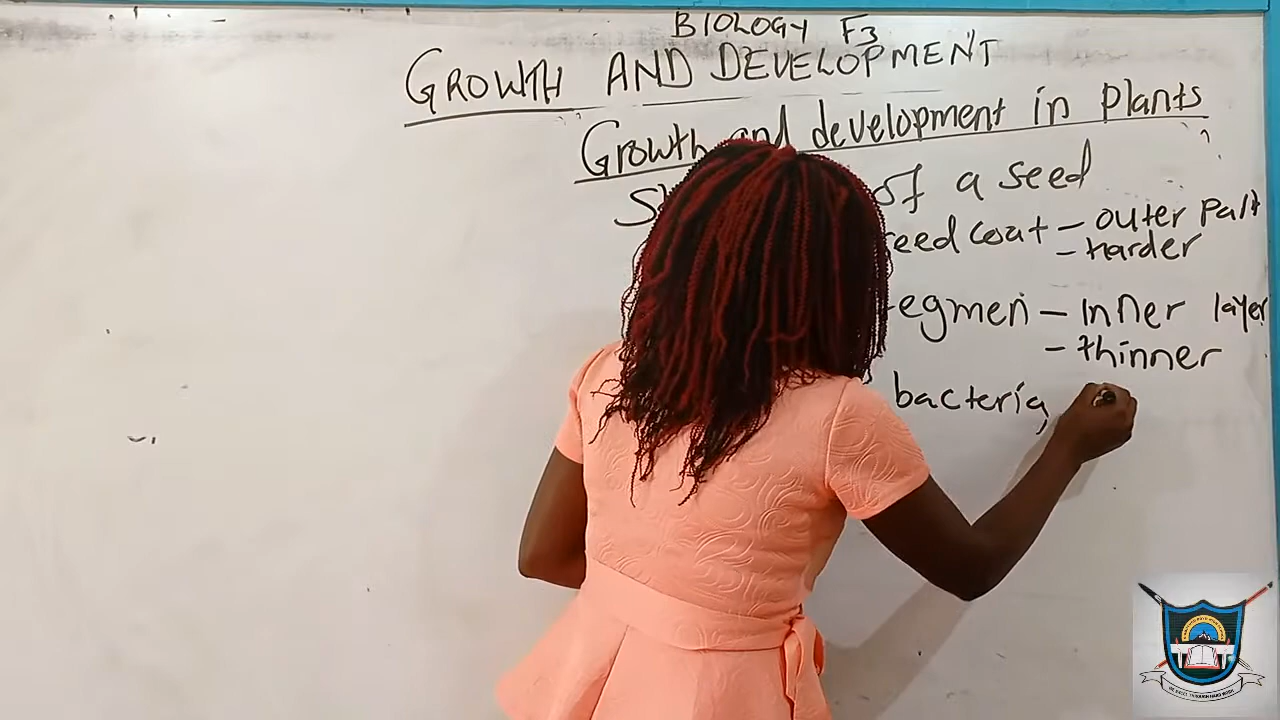 BIOLOGY F3
GROWTH AND DEVELOPMENT
Growth and development in plants
of a seed
seed coat - outer part
- harder
tegmen - inner layer
- thinner
bacteria,